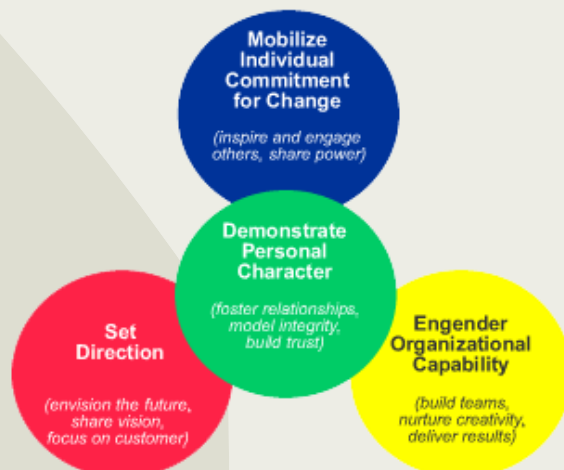 Mobilize
Individual
Commitment
for Change
(inspire and engage
others, share power)
Demonstrate
Personal
Character
(foster relationships,
model integrity,
build trust)
Set
Direction
(envision the future,
share vision,
focus on customer)
Engender
Organizational
Capability
(build teams,
nurture creativity,
deliver results)